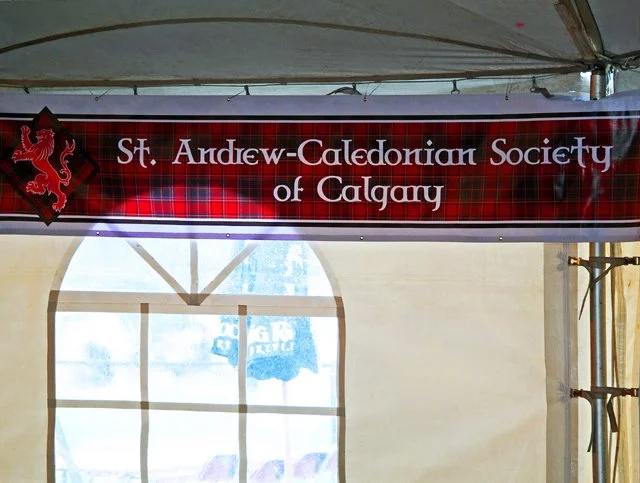 St. Andrew-Caledonian Society
of Calgary